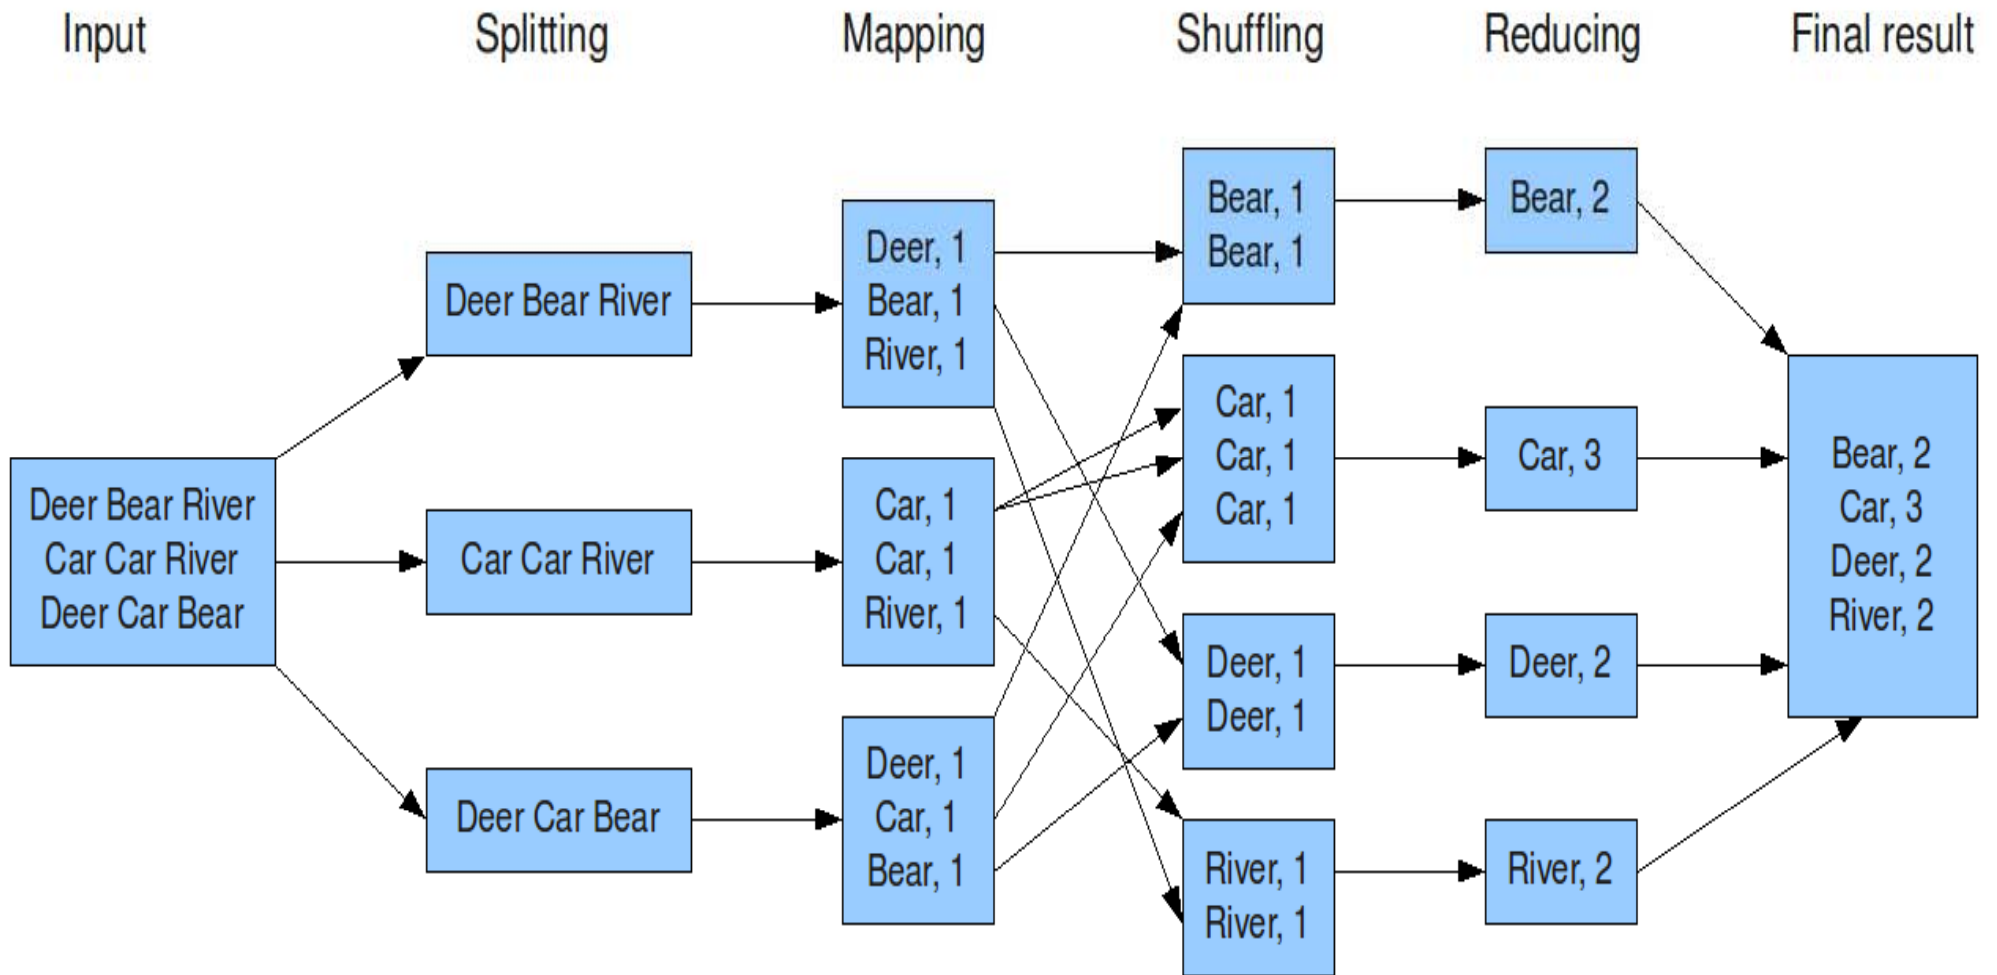 Input
Splitting
Mapping
Shuffling
Reducing
Final result
Deer Bear River
Car Car River
Deer Car Bear
Deer Bear River
Car Car River
Deer Car Bear
Deer, 1
Bear, 1
River, 1
Car, 1
Car, 1
River, 1
Deer, 1
Car, 1
Bear, 1
Bear, 1
Bear, 1
Car, 1
Car, 1
Car, 1
Deer, 1
Deer, 1
River, 1
River, 1
Bear, 2
Car, 3
Deer, 2
River, 2
Bear, 2
Car, 3
Deer, 2
River, 2